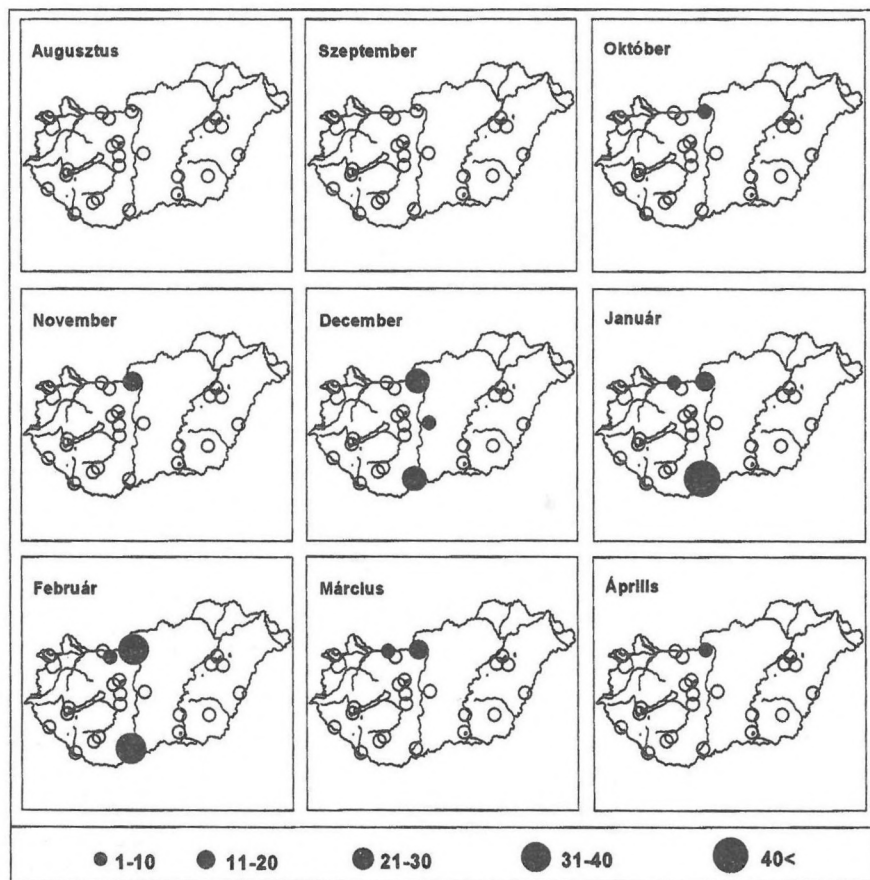 Augusztus
Szeptember
Október
November
December
Január
Február
Március
Április
1-10
11-20
21-30
31-40
40<